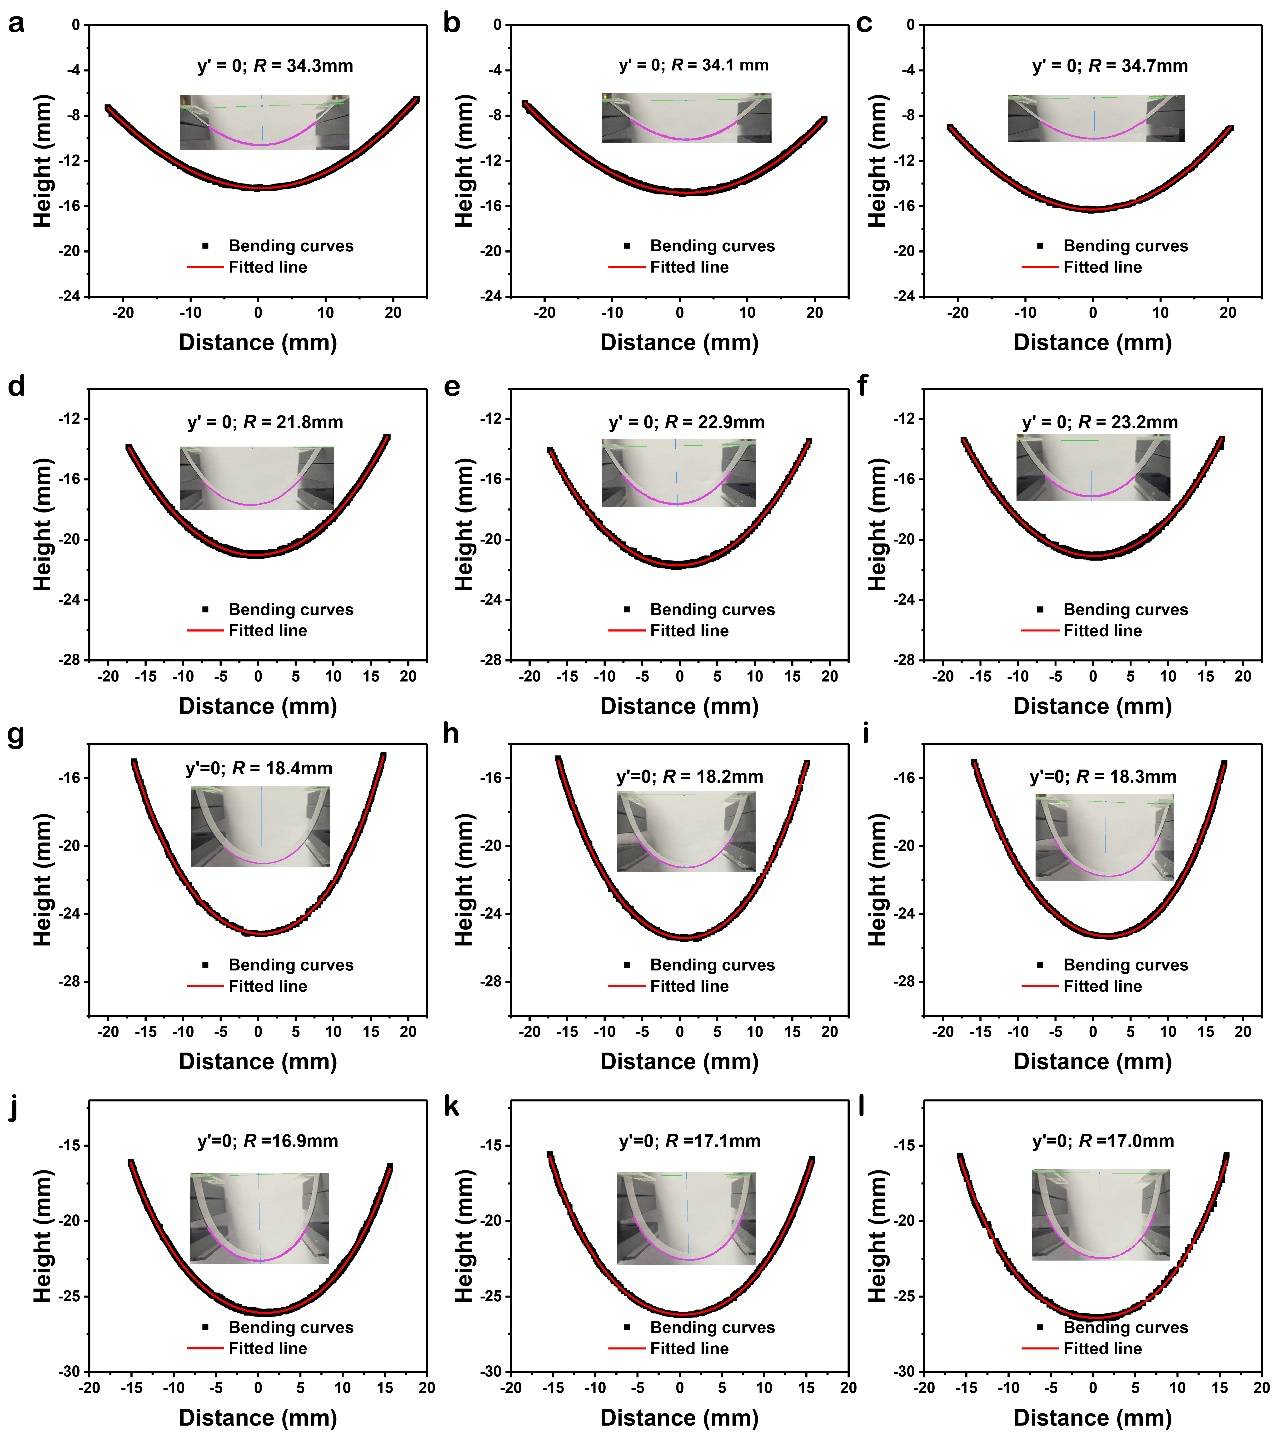 a
y' = 0; R = 34.3mm
Height (mm)
0
-4
-8
-12
-16
-20
-24
Bending curves
Fitted line
-20 -10 0 10 20
Distance (mm)
b
y' = 0; R = 34.1 mm
Height (mm)
0
-4
-8
-12
-16
-20
-24
Bending curves
Fitted line
-20 -10 0 10 20
Distance (mm)
c
y' = 0; R = 34.7mm
Height (mm)
0
-4
-8
-12
-16
-20
-24
Bending curves
Fitted line
-20 -10 0 10 20
Distance (mm)
d
y' = 0; R = 21.8mm
Height (mm)
-12
-16
-20
-24
-28
Bending curves
Fitted line
-20 -15 -10 -5 0 5 10 15 20
Distance (mm)
e
y' = 0; R = 22.9mm
Height (mm)
-12
-16
-20
-24
-28
Bending curves
Fitted line
-20 -15 -10 -5 0 5 10 15 20
Distance (mm)
f
y' = 0; R = 23.2mm
Height (mm)
-12
-16
-20
-24
-28
Bending curves
Fitted line
-20 -15 -10 -5 0 5 10 15 20
Distance (mm)
g
y'=0; R = 18.4mm
Height (mm)
-16
-20
-24
-28
Bending curves
Fitted line
-20 -15 -10 -5 0 5 10 15 20
Distance (mm)
h
y'=0; R = 18.2mm
Height (mm)
-16
-20
-24
-28
Bending curves
Fitted line
-20 -15 -10 -5 0 5 10 15 20
Distance (mm)
i
y'=0; R = 18.3mm
Height (mm)
-16
-20
-24
-28
Bending curves
Fitted line
-20 -15 -10 -5 0 5 10 15 20
Distance (mm)
j
y'=0; R =16.9mm
Height (mm)
-15
-20
-25
-30
Bending curves
Fitted line
-20 -15 -10 -5 0 5 10 15 20
Distance (mm)
k
y'=0; R =17.1mm
Height (mm)
-15
-20
-25
-30
Bending curves
Fitted line
-20 -15 -10 -5 0 5 10 15 20
Distance (mm)
l
y'=0; R =17.0mm
Height (mm)
-15
-20
-25
-30
Bending curves
Fitted line
-20 -15 -10 -5 0 5 10 15 20
Distance (mm)